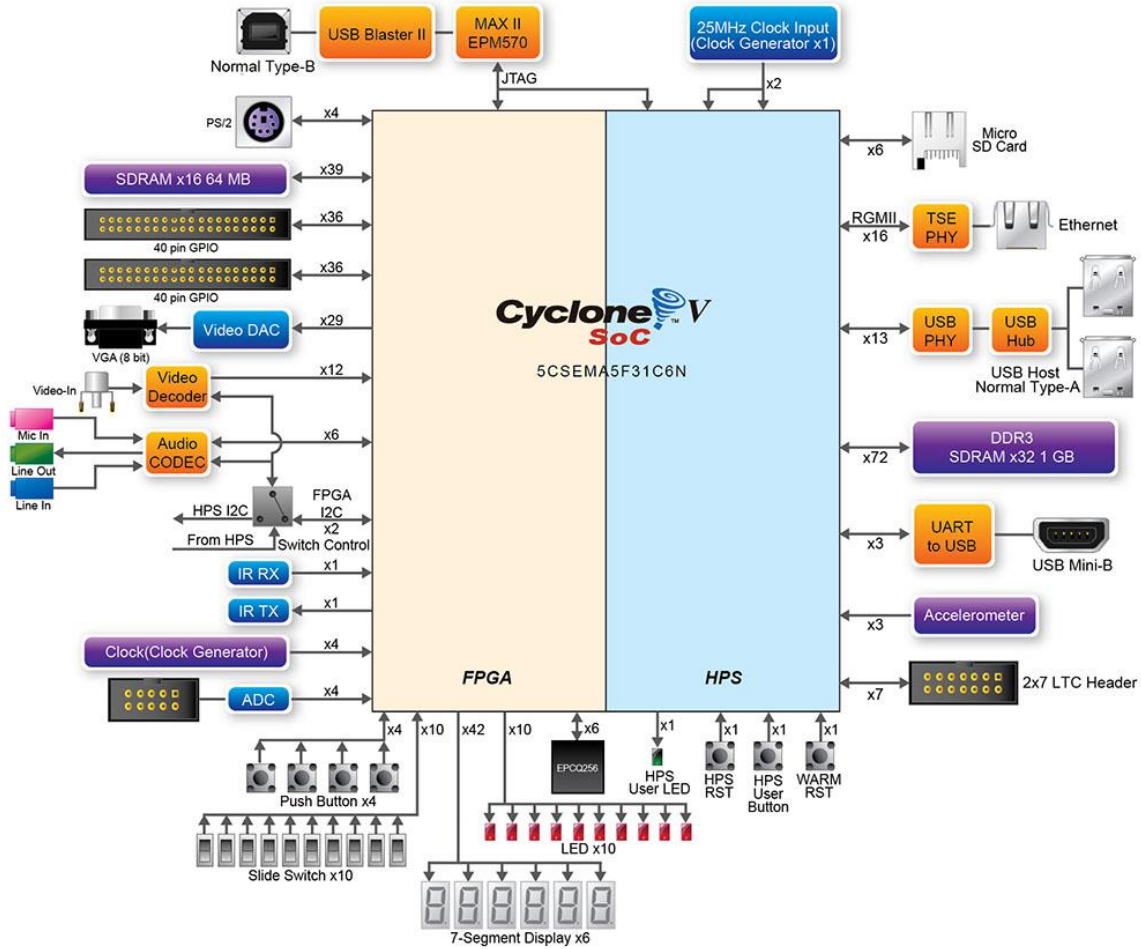 Normal Type-B
USB Blaster II
MAX II
EPM570
25MHz Clock Input
(Clock Generator x1)
JTAG
x2
PS/2
x4
SDRAM x16 64 MB
x39
40 pin GPIO
x36
40 pin GPIO
x36
VGA (8 bit)
Video DAC
x29
Video-In
Video
Decoder
x12
Mic In
Line Out
Line In
Audio
CODEC
x6
HPS I2C
From HPS
FPGA
I2C
x2
Switch Control
IR RX
x1
IR TX
x1
Clock(Clock Generator)
x4
ADC
x4
Cyclone V
SoC
TM
5CSEMA5F31C6N
FPGA
HPS
x6
Micro
SD Card
RGMII
x16
TSE
PHY
Ethernet
x13
USB
PHY
USB
Hub
USB Host
Normal Type-A
x72
DDR3
SDRAM x32 1 GB
x3
UART
to USB
USB Mini-B
x3
Accelerometer
x7
2x7 LTC Header
x4
x10
x42
x10
x6
x1
x1
x1
x1
Push Button x4
Slide Switch x10
7-Segment Display x6
LED x10
EPCQ256
HPS
User LED
HPS
RST
HPS
User
Button
WARM
RST